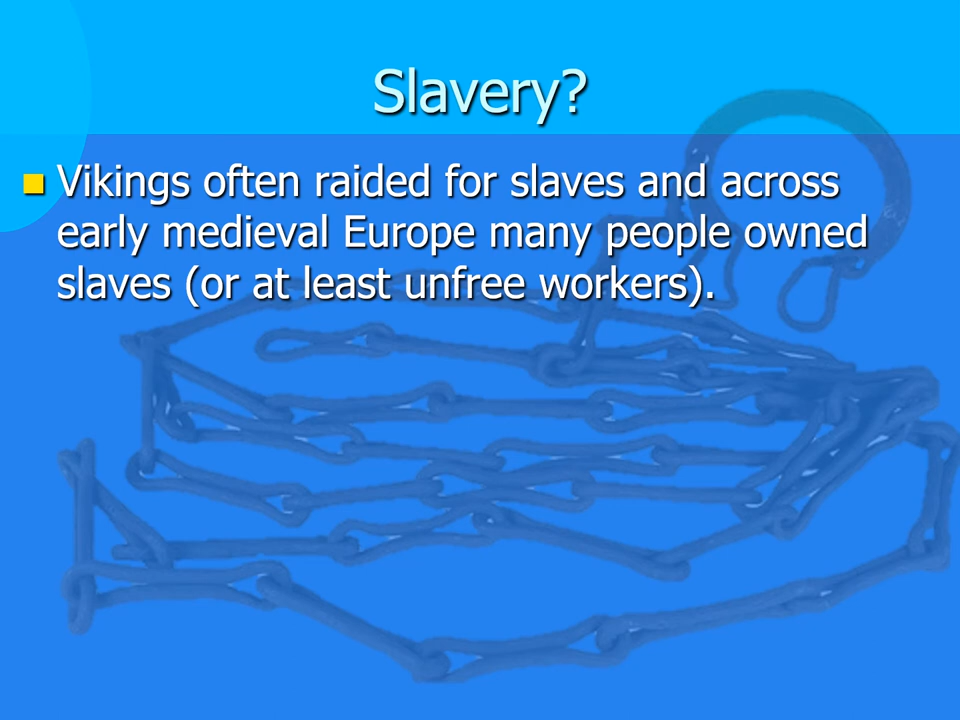 Slavery?
Vikings often raided for slaves and across
early medieval Europe many people owned
slaves (or at least unfree workers).